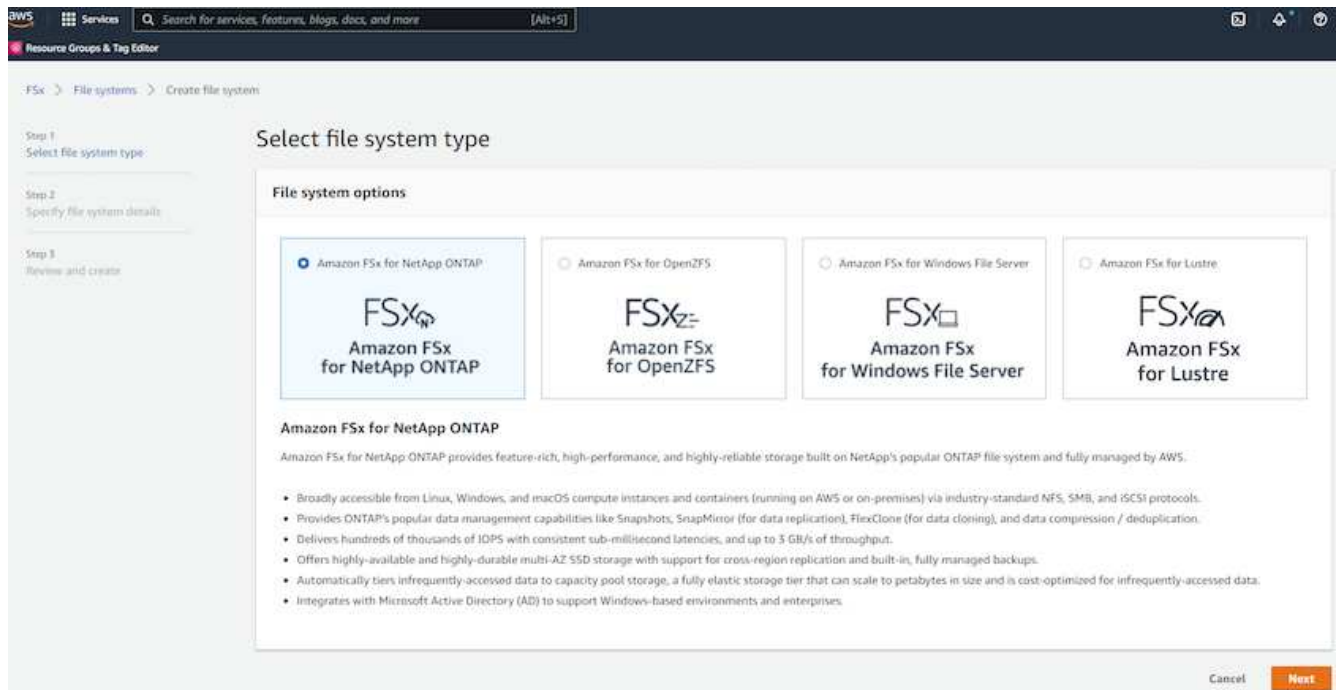 aws
Services
Search for services, features, blogs, docs, and more
[Alt+S]
Resource Groups & Tag Editor
FSx > File systems > Create file system
Step 1
Select file system type
Step 2
Specify file system details
Step 3
Review and create
Select file system type
File system options
Amazon FSx for NetApp ONTAP
FSx N
Amazon FSx
for NetApp ONTAP
Amazon FSx for OpenZFS
FSx Z
Amazon FSx
for OpenZFS
Amazon FSx for Windows File Server
FSx
Amazon FSx
for Windows File Server
Amazon FSx for Lustre
FSx
Amazon FSx
for Lustre
Amazon FSx for NetApp ONTAP
Amazon FSx for NetApp ONTAP provides feature-rich, high-performance, and highly-reliable storage built on NetApp's popular ONTAP file system and fully managed by AWS.
• Broadly accessible from Linux, Windows, and macOS compute instances and containers (running on AWS or on-premises) via industry-standard NFS, SMB, and iSCSI protocols.
• Provides ONTAP's popular data management capabilities like Snapshots, SnapMirror (for data replication), FlexClone (for data cloning), and data compression / deduplication.
• Delivers hundreds of thousands of IOPS with consistent sub-millisecond latencies, and up to 3 GB/s of throughput.
• Offers highly-available and highly-durable multi-AZ SSD storage with support for cross-region replication and built-in, fully managed backups.
• Automatically tiers infrequently-accessed data to capacity pool storage, a fully elastic storage tier that can scale to petabytes in size and is cost-optimized for infrequently-accessed data.
• Integrates with Microsoft Active Directory (AD) to support Windows-based environments and enterprises.
Cancel
Next